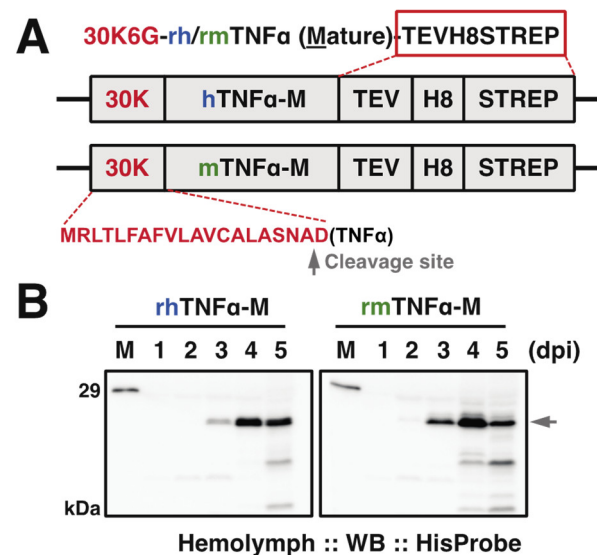 A
30K6G-rh/rmTNFα (Mature)-TEVH8STREP
30K hTNFα-M TEV H8 STREP
30K mTNFα-M TEV H8 STREP
MRLTLFAFVLAVCALASNAD(TNFα)
Cleavage site
B
rhTNFα-M rmTNFα-M
M 1 2 3 4 5 M 1 2 3 4 5 (dpi)
29
kDa
Hemolymph :: WB :: HisProbe